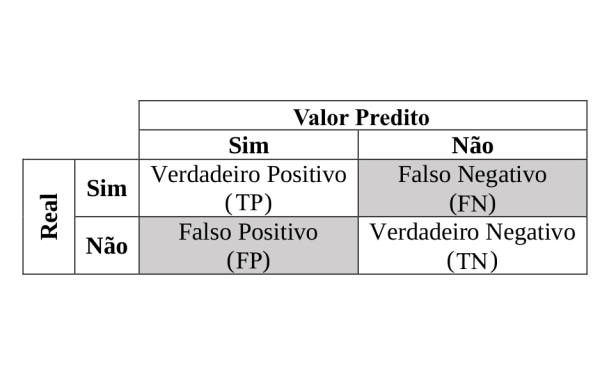 Valor Predito
Sim Não
Real
Sim Verdadeiro Positivo Falso Negativo
(TP) (FN)
Não Falso Positivo Verdadeiro Negativo
(FP) (TN)